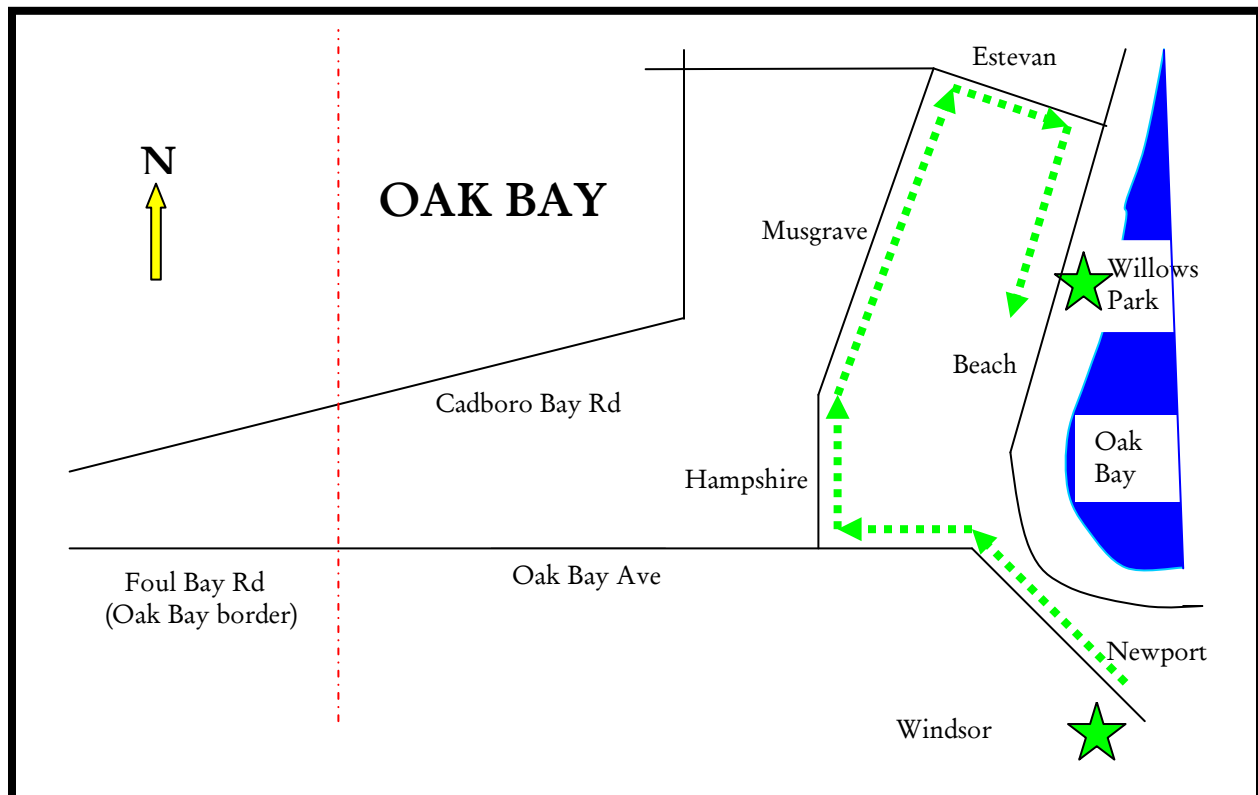 Estevan
N
OAK BAY
Musgrave
Willows
Park
Beach
Cadboro Bay Rd
Oak
Bay
Hampshire
Foul Bay Rd
(Oak Bay border)
Oak Bay Ave
Newport
Windsor